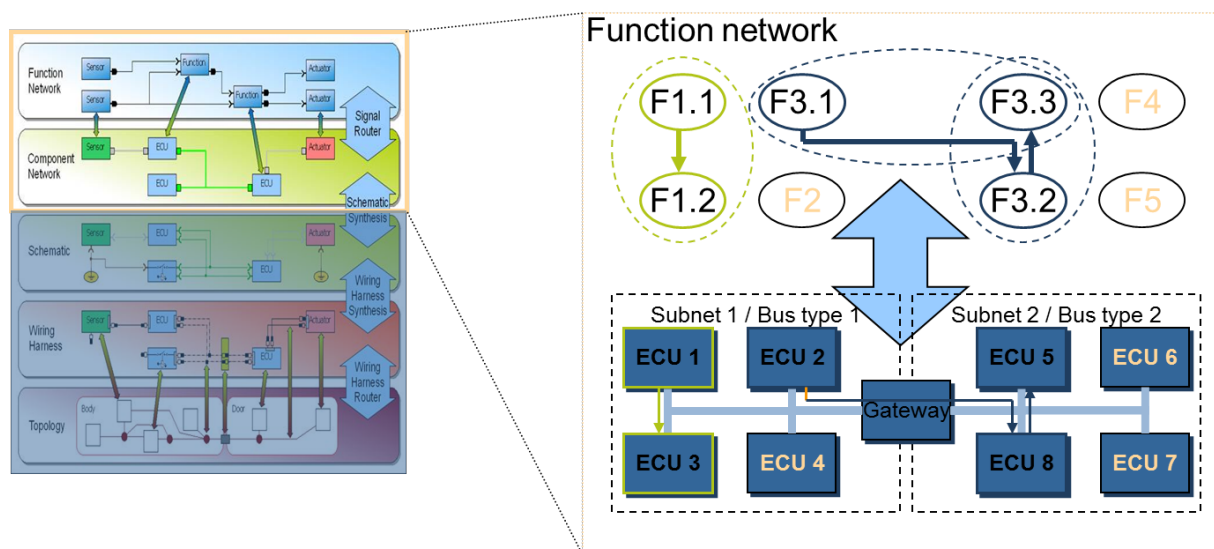 Function
Network
Sensor
Sensor
Function
Function
Actuator
Actuator
Signal
Router
Component
Network
Sensor
ECU
ECU
ECU
Actuator
Schematic
Synthesis
Schematic
Sensor
ECU
ECU
Actuator
Wiring
Harness
Synthesis
Wiring
Harness
Sensor
ECU
ECU
Actuator
Wiring
Harness
Router
Topology
Body
Door
Function network
F1.1
F3.1
F3.3
F4
F1.2
F2
F3.2
F5
Subnet 1 / Bus type 1
Subnet 2 / Bus type 2
ECU 1
ECU 2
ECU 5
ECU 6
Gateway
ECU 3
ECU 4
ECU 8
ECU 7